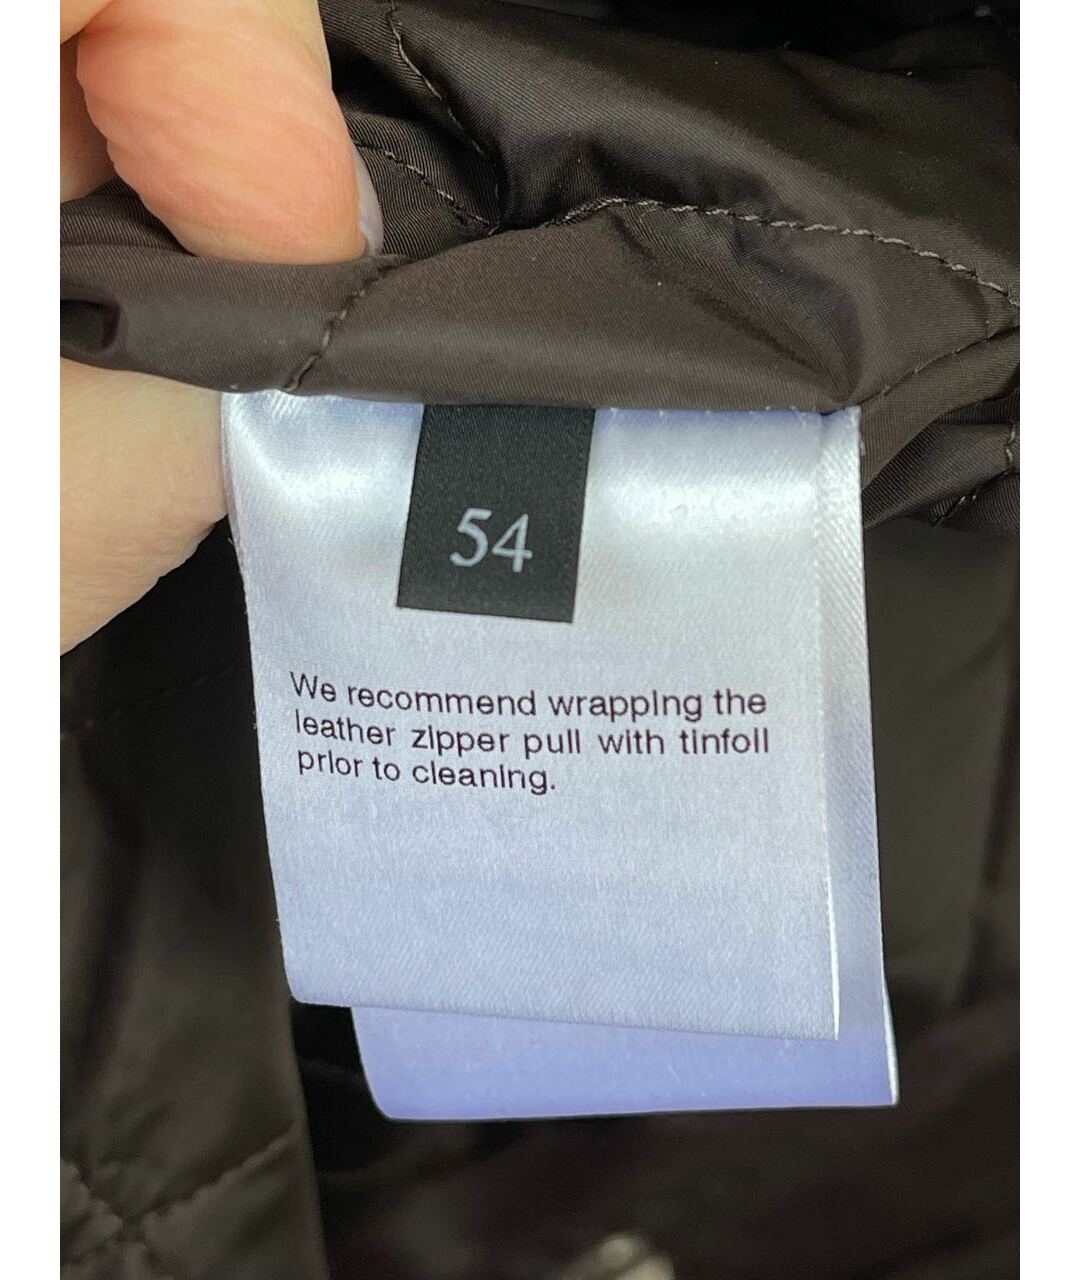 54
We recommend wrapping the
leather zipper pull with tinfoil
prior to cleaning.